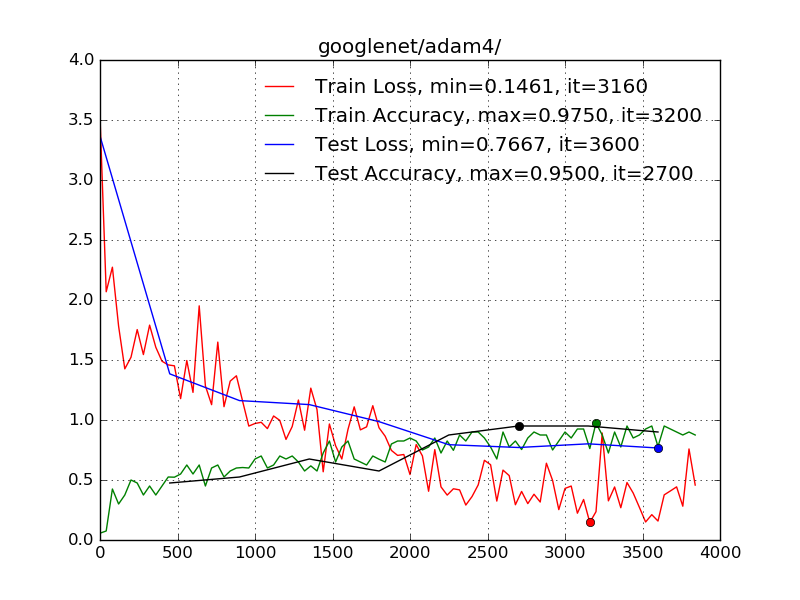 googlenet/adam4/
Train Loss, min=0.1461, it=3160
Train Accuracy, max=0.9750, it=3200
Test Loss, min=0.7667, it=3600
Test Accuracy, max=0.9500, it=2700
4.0
3.5
3.0
2.5
2.0
1.5
1.0
0.5
0.0
0 500 1000 1500 2000 2500 3000 3500 4000